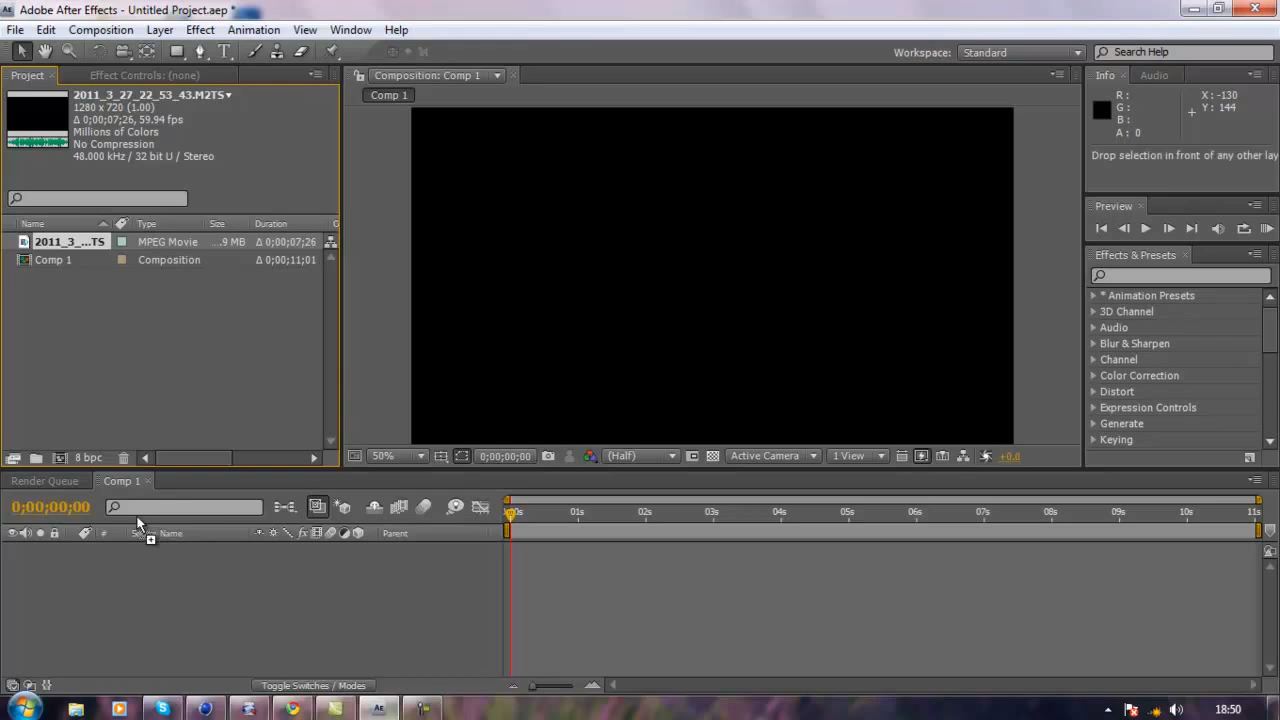 Adobe After Effects - Untitled Project.aep *
File Edit Composition Layer Effect Animation View Window Help
Workspace: Standard Search Help
Project Effect Controls: (none) Composition: Comp 1 Info Audio
Comp 1
2011_3_27_22_53_43.M2TS
1280 x 720 (1.00)
Δ 0;00;07;26, 59.94 fps
Millions of Colors
No Compression
48.000 kHz / 32 bit U / Stereo
R :
G :
B :
A : 0
X : -130
Y : 144
Drop selection in front of any other lay
Preview
Effects & Presets
* Animation Presets
3D Channel
Audio
Blur & Sharpen
Channel
Color Correction
Distort
Expression Controls
Generate
Keying
Name Type Size Duration
2011_3_...TS MPEG Movie ...9 MB Δ 0;00;07;26
Comp 1 Composition Δ 0;00;11;01
8 bpc
50% 0;00;00;00 (Half) Active Camera 1 View +0.0
Render Queue Comp 1
0;00;00;00
01s 02s 03s 04s 05s 06s 07s 08s 09s 10s 11s
# Name Parent
Toggle Switches / Modes
Ae 18:50